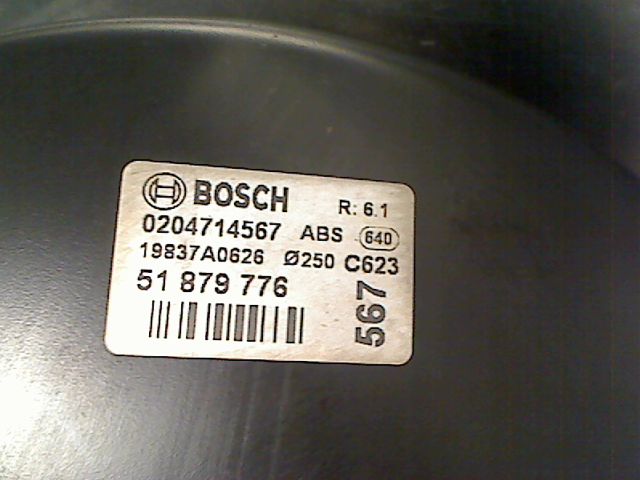 BOSCH R: 6.1
0204714567 ABS 640
19837A0626 Ø250 C623
51 879 776
567